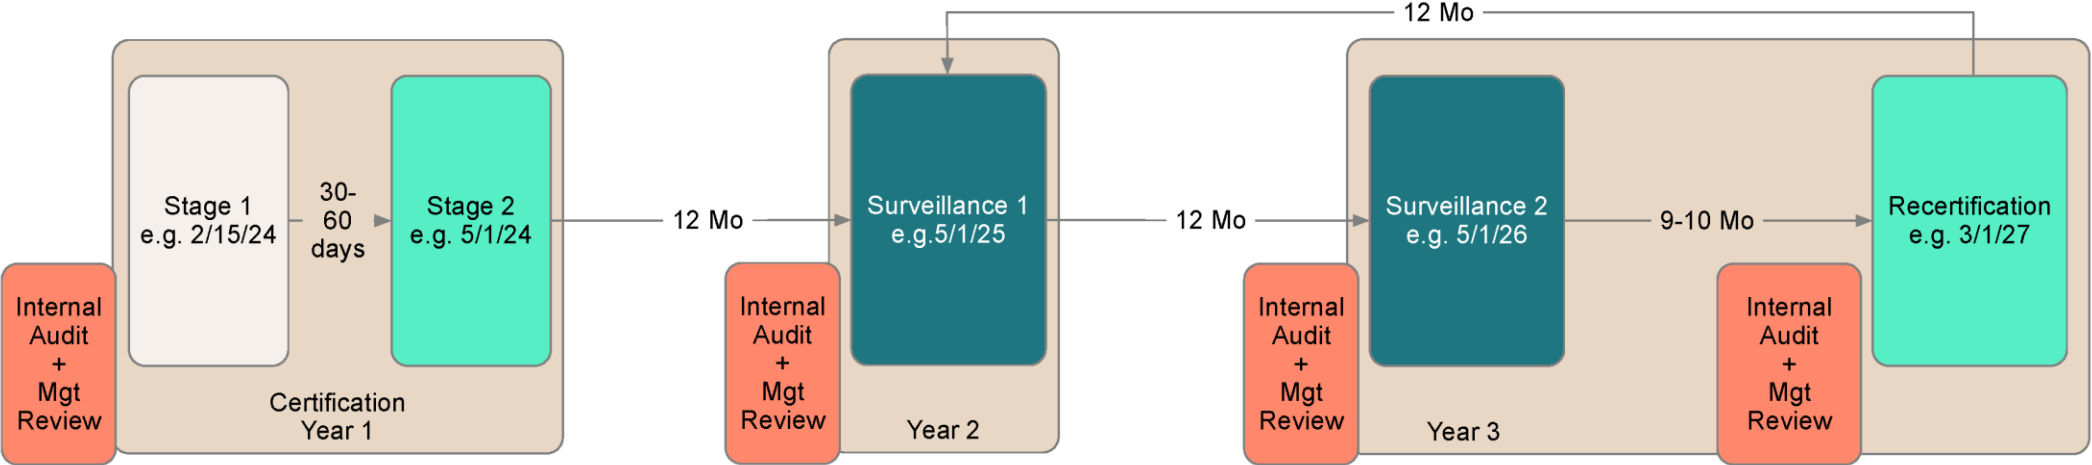 12 Mo
Stage 1
e.g. 2/15/24
30-
60
days
Stage 2
e.g. 5/1/24
12 Mo
Surveillance 1
e.g.5/1/25
12 Mo
Surveillance 2
e.g. 5/1/26
9-10 Mo
Recertification
e.g. 3/1/27
Internal
Audit
+
Mgt
Review
Certification
Year 1
Internal
Audit
+
Mgt
Review
Year 2
Internal
Audit
+
Mgt
Review
Year 3
Internal
Audit
+
Mgt
Review